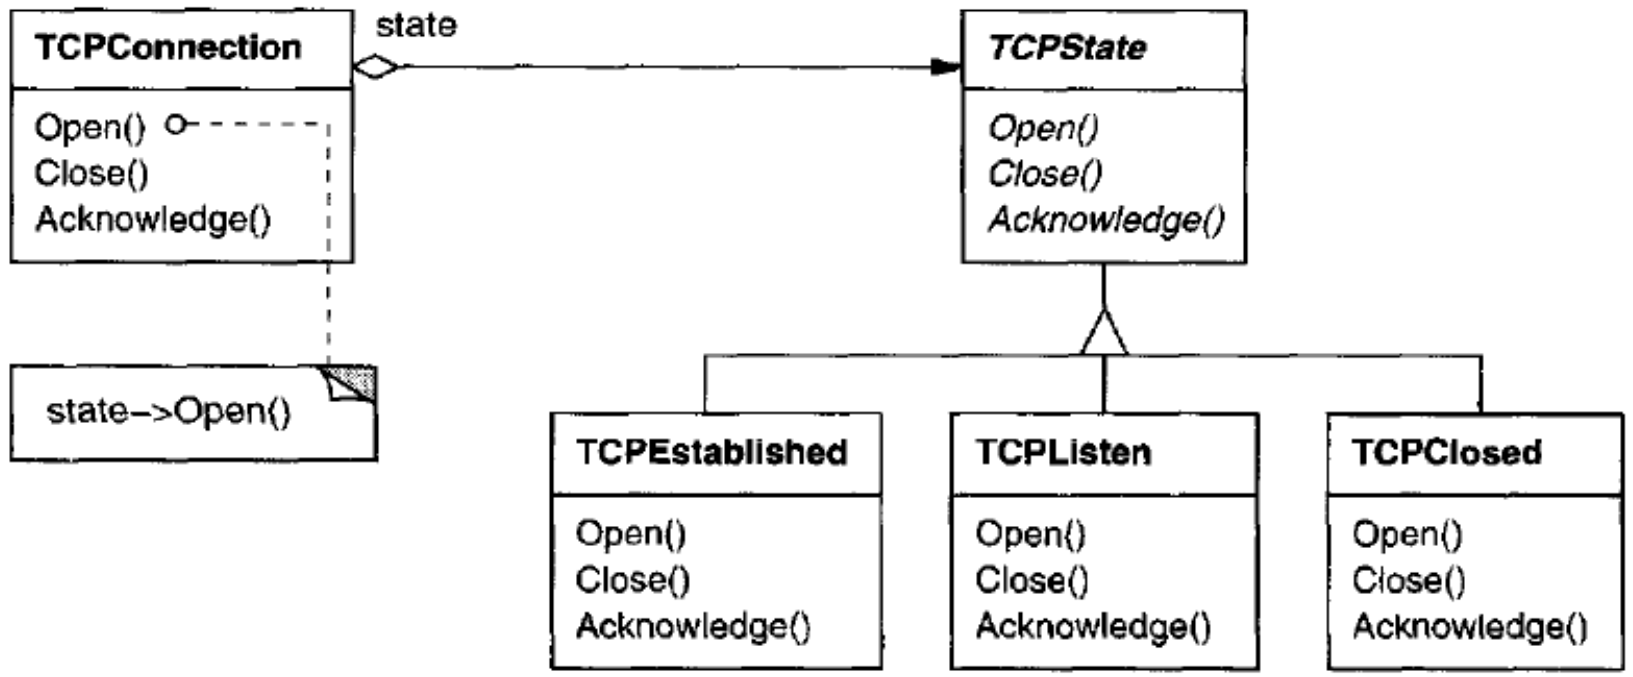 TCPConnection
Open()
Close()
Acknowledge()
state
TCPState
Open()
Close()
Acknowledge()
state->Open()
TCPEstablished
Open()
Close()
Acknowledge()
TCPListen
Open()
Close()
Acknowledge()
TCPClosed
Open()
Close()
Acknowledge()